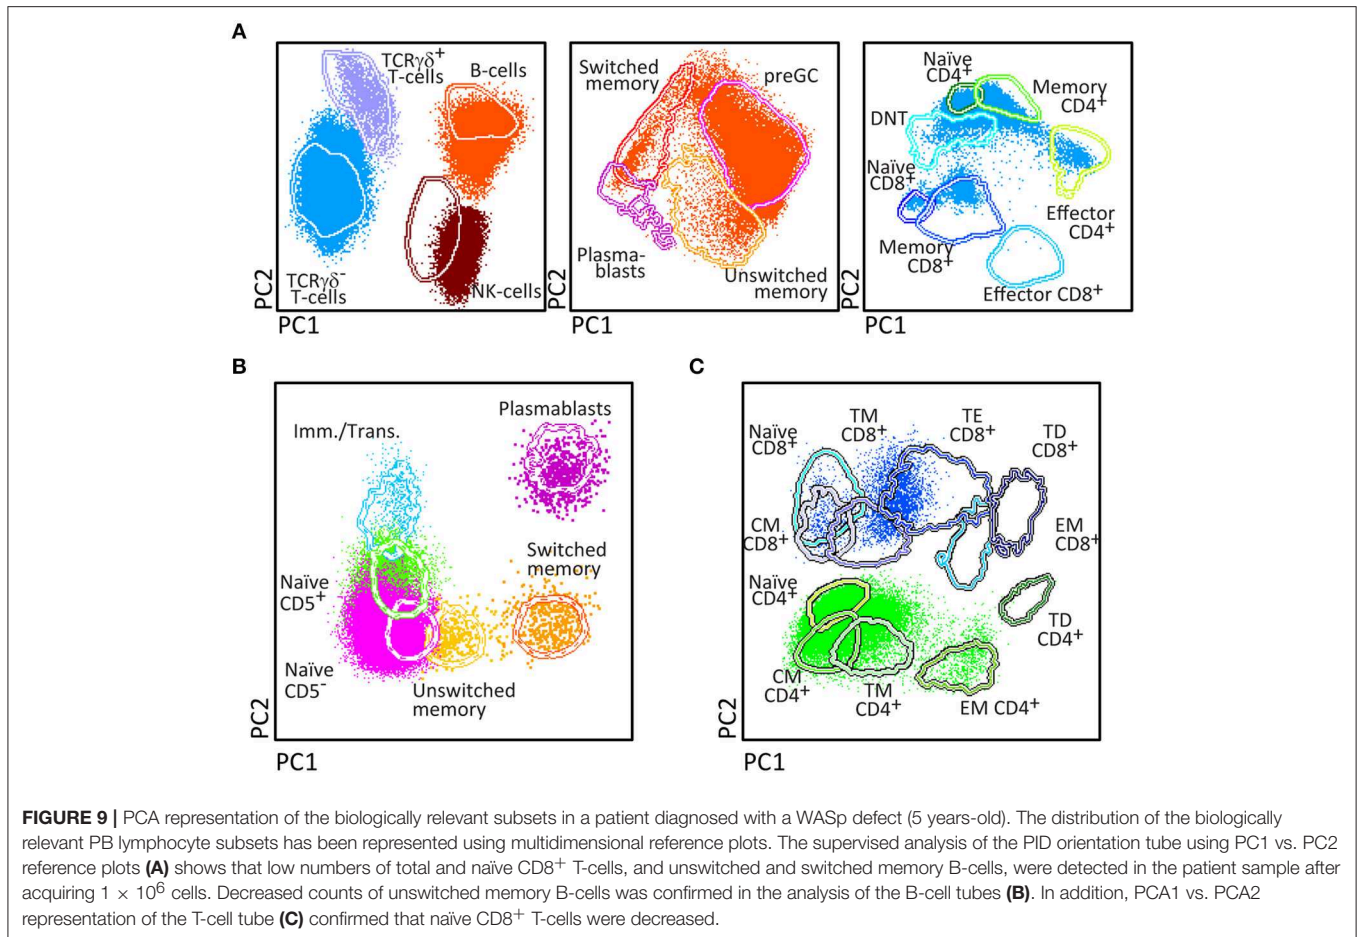 A
TCRγδ+
T-cells
B-cells
TCRγδ-
T-cells
NK-cells
PC2
PC1
Switched
memory
preGC
Plasma-
blasts
Unswitched
memory
PC2
PC1
Naïve
CD4+
Memory
CD4+
DNT
Naïve
CD8+
Effector
CD4+
Memory
CD8+
Effector CD8+
PC2
PC1
B
Plasmablasts
Imm./Trans.
Switched
memory
Naïve
CD5+
Naïve
CD5-
Unswitched
memory
PC2
PC1
C
Naïve
CD8+
TM
CD8+
TE
CD8+
TD
CD8+
CM
CD8+
EM
CD8+
Naïve
CD4+
TD
CD4+
CM
CD4+
TM
CD4+
EM CD4+
PC2
PC1
FIGURE 9 | PCA representation of the biologically relevant subsets in a patient diagnosed with a WASp defect (5 years-old). The distribution of the biologically
relevant PB lymphocyte subsets has been represented using multidimensional reference plots. The supervised analysis of the PID orientation tube using PC1 vs. PC2
reference plots (A) shows that low numbers of total and naïve CD8+ T-cells, and unswitched and switched memory B-cells, were detected in the patient sample after
acquiring 1 × 10⁶ cells. Decreased counts of unswitched memory B-cells was confirmed in the analysis of the B-cell tubes (B). In addition, PCA1 vs. PCA2
representation of the T-cell tube (C) confirmed that naïve CD8+ T-cells were decreased.